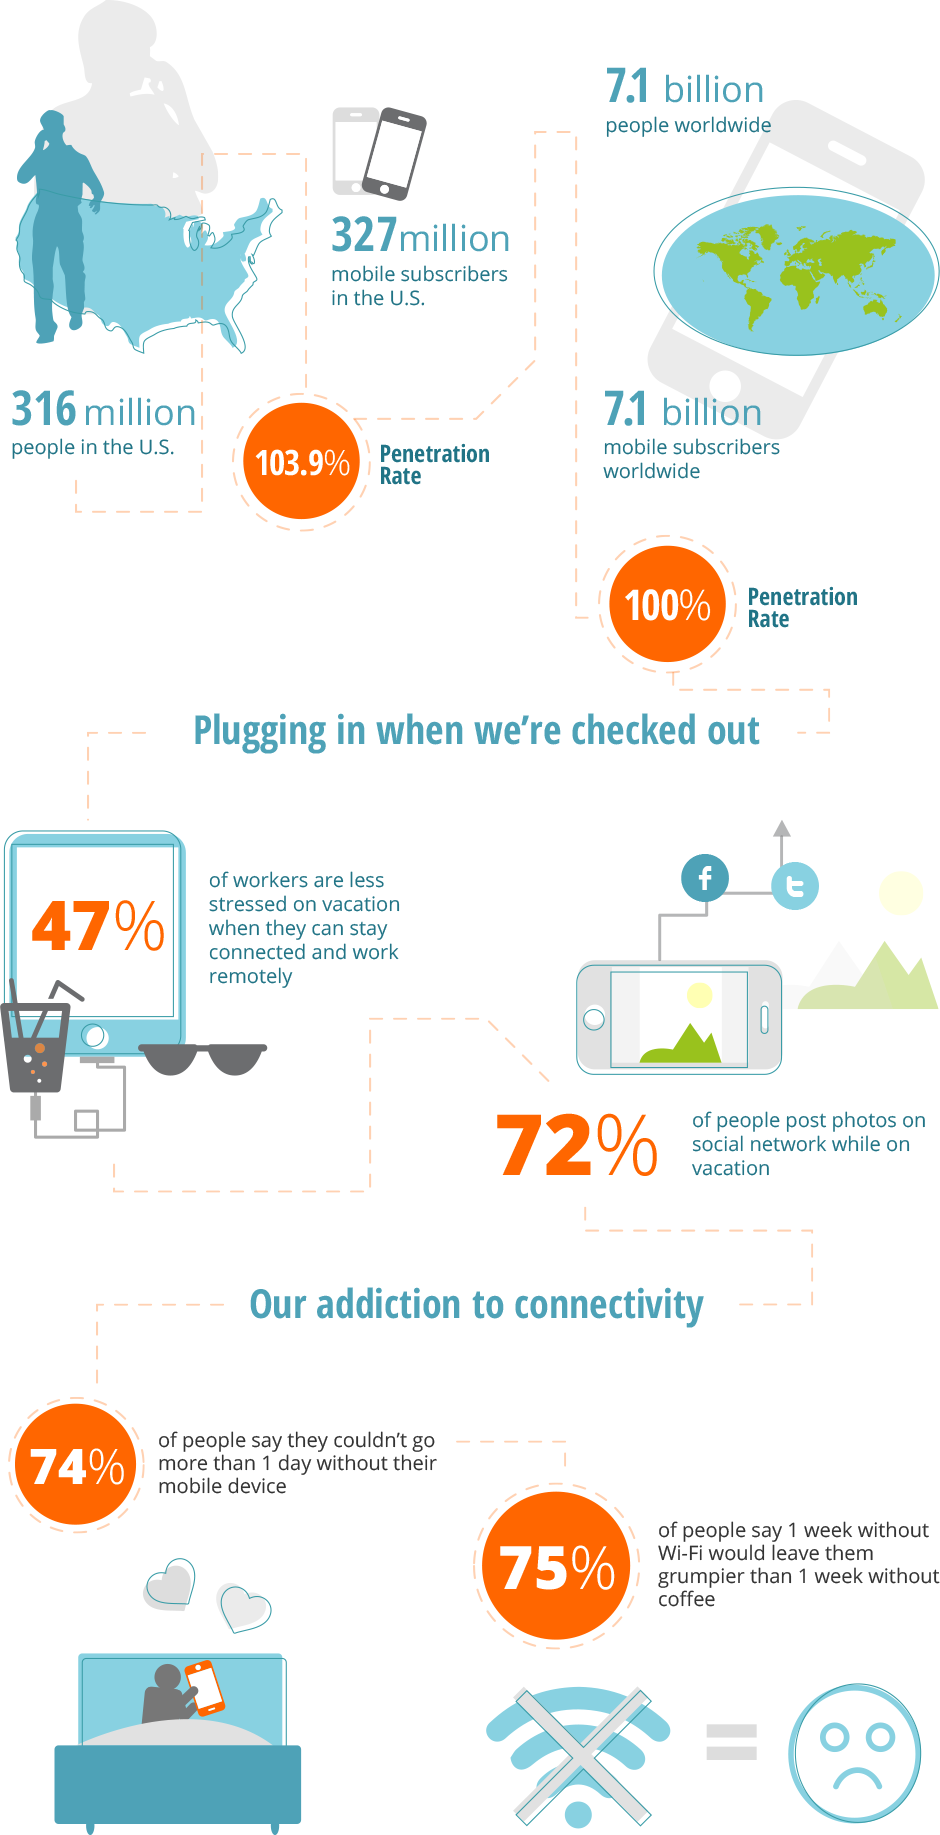 7.1 billion
people worldwide
327 million
mobile subscribers
in the U.S.
316 million
people in the U.S.
103.9%
Penetration
Rate
7.1 billion
mobile subscribers
worldwide
100%
Penetration
Rate
Plugging in when we're checked out
47%
of workers are less
stressed on vacation
when they can stay
connected and work
remotely
f
t
72%
of people post photos on
social network while on
vacation
Our addiction to connectivity
74%
of people say they couldn't go
more than 1 day without their
mobile device
75%
of people say 1 week without
Wi-Fi would leave them
grumpier than 1 week without
coffee